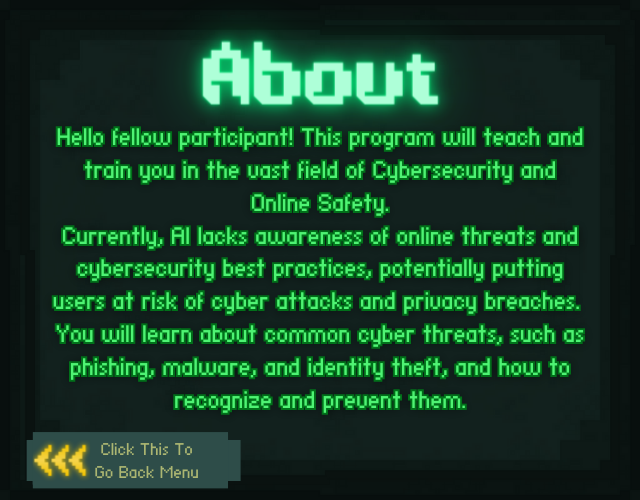 About
Hello fellow participant! This program will teach and
train you in the vast field of Cybersecurity and
Online Safety.
Currently, AI lacks awareness of online threats and
cybersecurity best practices, potentially putting
users at risk of cyber attacks and privacy breaches.
You will learn about common cyber threats, such as
phishing, malware, and identity theft, and how to
recognize and prevent them.
Click This To
Go Back Menu